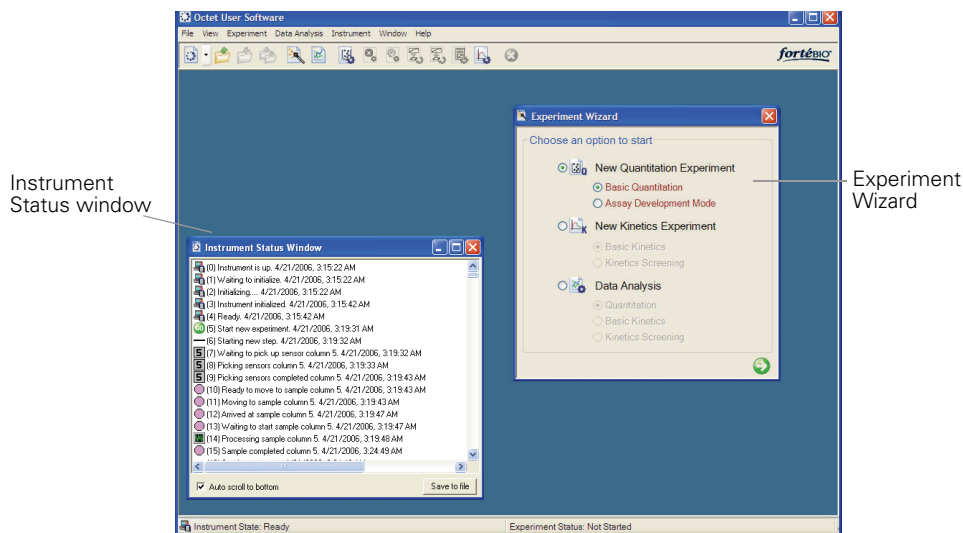 Octet User Software
File View Experiment Data Analysis Instrument Window Help
fortéBIO
Experiment Wizard
Choose an option to start
New Quantitation Experiment
Basic Quantitation
Assay Development Mode
New Kinetics Experiment
Basic Kinetics
Kinetics Screening
Data Analysis
Quantitation
Basic Kinetics
Kinetics Screening
Instrument
Status window
Experiment
Wizard
Instrument Status Window
(0) Instrument is up. 4/21/2006, 3:15:22 AM
(1) Waiting to initialize. 4/21/2006, 3:15:22 AM
(2) Initializing.... 4/21/2006, 3:15:22 AM
(3) Instrument initialized. 4/21/2006, 3:15:42 AM
(4) Ready. 4/21/2006, 3:15:42 AM
GO (5) Start new experiment. 4/21/2006, 3:19:31 AM
(6) Starting new step. 4/21/2006, 3:19:32 AM
S (7) Waiting to pick up sensor column 5. 4/21/2006, 3:19:32 AM
S (8) Picking sensors column 5. 4/21/2006, 3:19:33 AM
S (9) Picking sensors completed column 5. 4/21/2006, 3:19:43 AM
(10) Ready to move to sample column 5. 4/21/2006, 3:19:43 AM
(11) Moving to sample column 5. 4/21/2006, 3:19:43 AM
(12) Arrived at sample column 5. 4/21/2006, 3:19:47 AM
(13) Waiting to start sample column 5. 4/21/2006, 3:19:47 AM
(14) Processing sample column 5. 4/21/2006, 3:19:48 AM
(15) Sample completed column 5. 4/21/2006, 3:24:49 AM
Auto scroll to bottom
Save to file
Instrument State: Ready
Experiment Status: Not Started